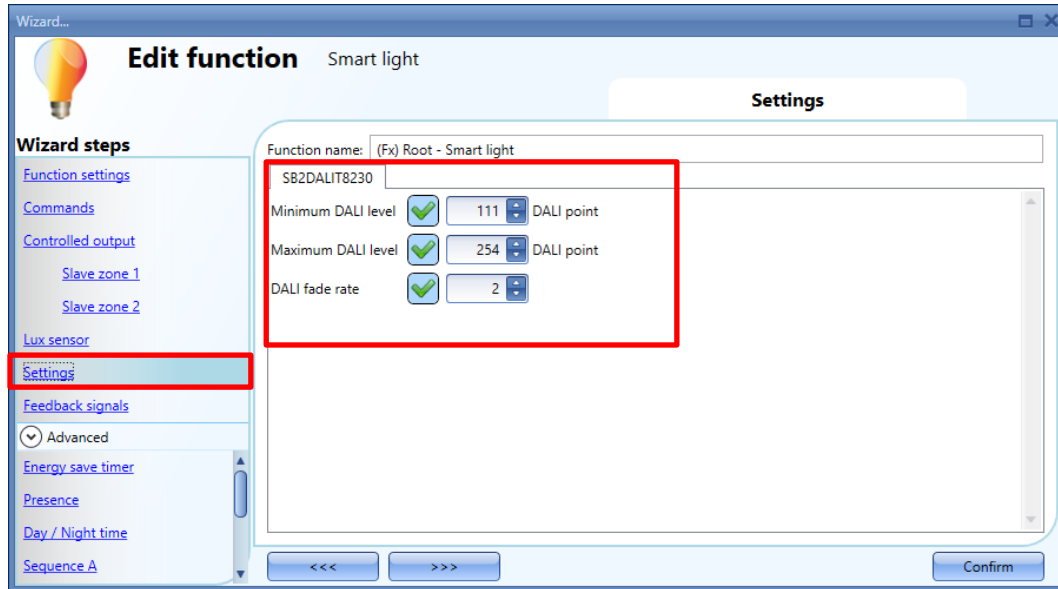 Wizard...
Edit function Smart light
Settings
Wizard steps
Function settings
Commands
Controlled output
Slave zone 1
Slave zone 2
Lux sensor
Settings
Feedback signals
Advanced
Energy save timer
Presence
Day / Night time
Sequence A
Function name: (Fx) Root - Smart light
SB2DALIT8230
Minimum DALI level 111 DALI point
Maximum DALI level 254 DALI point
DALI fade rate 2
<<< >>> Confirm